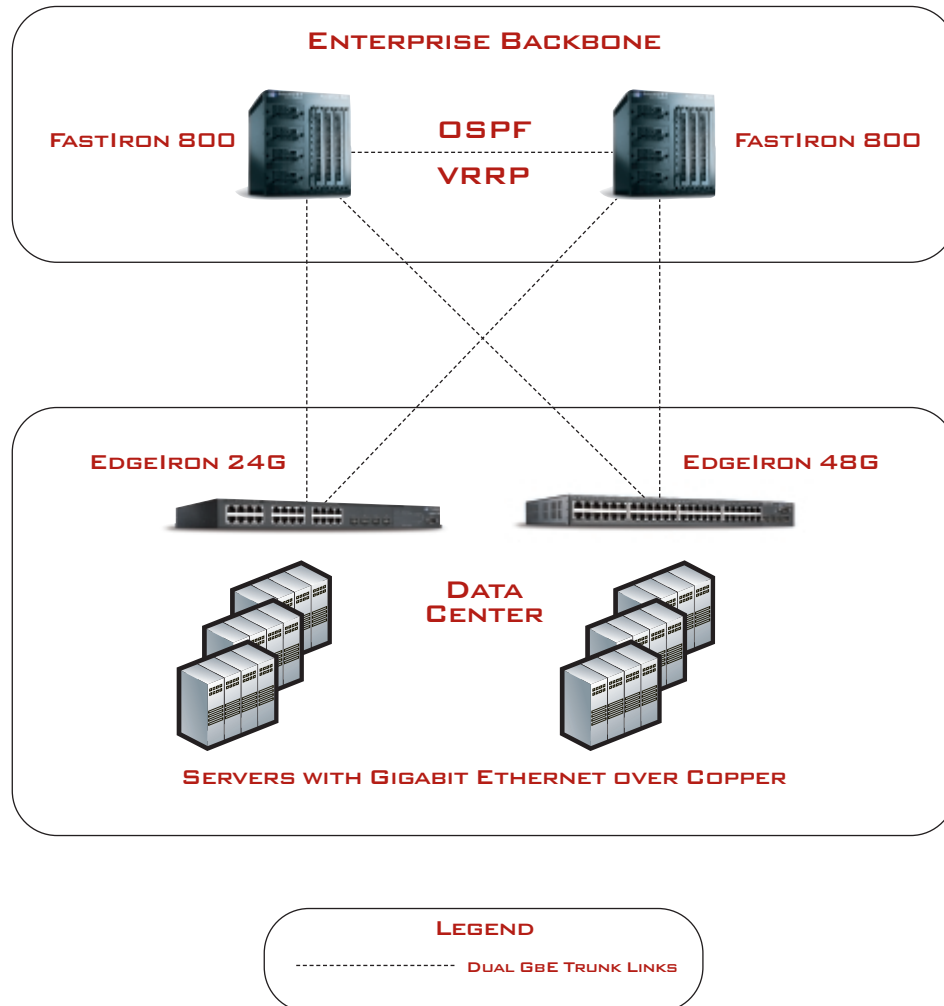 Enterprise Backbone
FastIron 800
OSPF
VRRP
FastIron 800
EdgeIron 24G
EdgeIron 48G
Data
Center
Servers with Gigabit Ethernet over Copper
Legend
Dual GbE Trunk Links